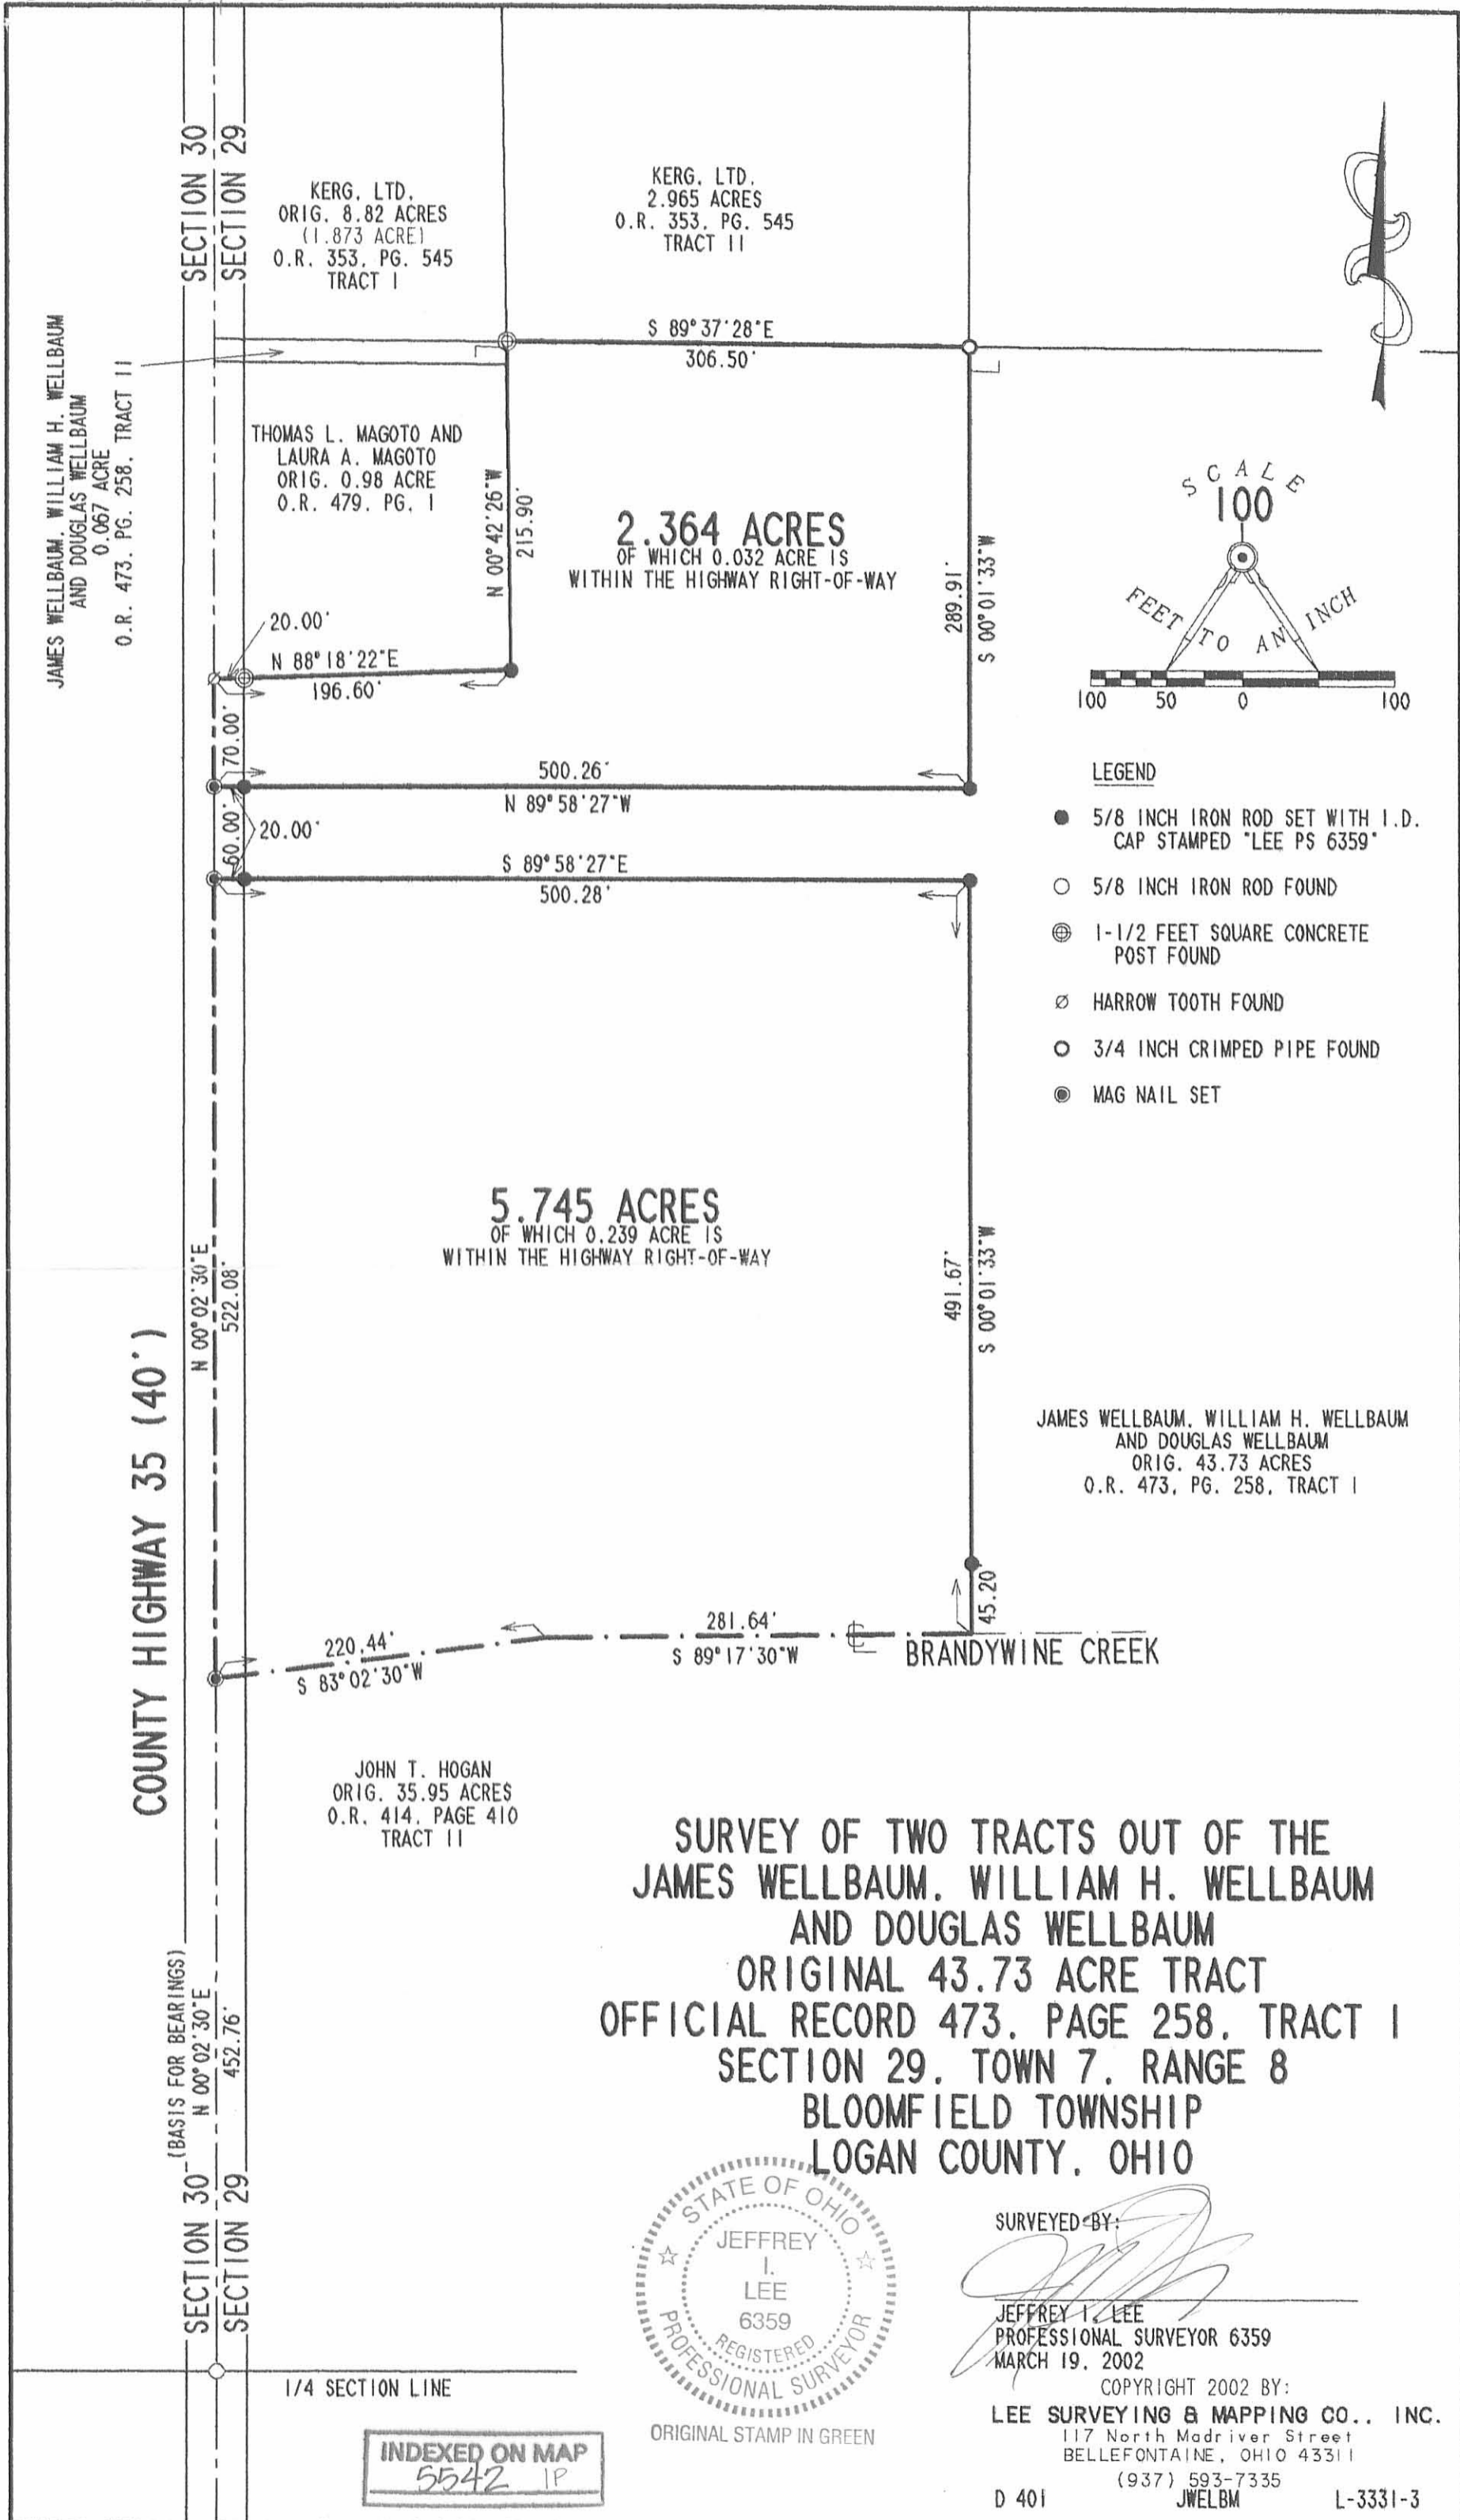 SECTION 30
SECTION 29
KERG, LTD.
ORIG. 8.82 ACRES
(1.873 ACRE)
O.R. 353, PG. 545
TRACT I
KERG, LTD.
2.965 ACRES
O.R. 353, PG. 545
TRACT II
JAMES WELLBAUM, WILLIAM H. WELLBAUM
AND DOUGLAS WELLBAUM
0.067 ACRE
O.R. 473, PG. 258, TRACT II
S 89°37'28"E
306.50'
THOMAS L. MAGOTO AND
LAURA A. MAGOTO
ORIG. 0.98 ACRE
O.R. 479, PG. 1
N 00°42'26"W
215.90'
2.364 ACRES
OF WHICH 0.032 ACRE IS
WITHIN THE HIGHWAY RIGHT-OF-WAY
289.91'
S 00°01'33"W
20.00'
N 88°18'22"E
196.60'
70.00'
500.26'
N 89°58'27"W
60.00'
20.00'
S 89°58'27"E
500.28'
SCALE
100
FEET TO AN INCH
100 50 0 100
LEGEND
5/8 INCH IRON ROD SET WITH I.D.
CAP STAMPED "LEE PS 6359"
5/8 INCH IRON ROD FOUND
1-1/2 FEET SQUARE CONCRETE
POST FOUND
HARROW TOOTH FOUND
3/4 INCH CRIMPED PIPE FOUND
MAG NAIL SET
5.745 ACRES
OF WHICH 0.239 ACRE IS
WITHIN THE HIGHWAY RIGHT-OF-WAY
N 00°02'30"E
522.08'
491.67'
S 00°01'33"W
COUNTY HIGHWAY 35 (40')
JAMES WELLBAUM, WILLIAM H. WELLBAUM
AND DOUGLAS WELLBAUM
ORIG. 43.73 ACRES
O.R. 473, PG. 258, TRACT I
45.20'
220.44'
S 83°02'30"W
281.64'
S 89°17'30"W
BRANDYWINE CREEK
JOHN T. HOGAN
ORIG. 35.95 ACRES
O.R. 414, PAGE 410
TRACT II
(BASIS FOR BEARINGS)
N 00°02'30"E
452.76'
SECTION 30
SECTION 29
1/4 SECTION LINE
SURVEY OF TWO TRACTS OUT OF THE
JAMES WELLBAUM, WILLIAM H. WELLBAUM
AND DOUGLAS WELLBAUM
ORIGINAL 43.73 ACRE TRACT
OFFICIAL RECORD 473, PAGE 258, TRACT I
SECTION 29, TOWN 7, RANGE 8
BLOOMFIELD TOWNSHIP
LOGAN COUNTY, OHIO
STATE OF OHIO
JEFFREY
I.
LEE
6359
REGISTERED
PROFESSIONAL SURVEYOR
ORIGINAL STAMP IN GREEN
SURVEYED BY:
JEFFREY I. LEE
PROFESSIONAL SURVEYOR 6359
MARCH 19, 2002
COPYRIGHT 2002 BY:
LEE SURVEYING & MAPPING CO., INC.
117 North Madriver Street
BELLEFONTAINE, OHIO 43311
(937) 593-7335
D 401 JWELBM L-3331-3
INDEXED ON MAP
5542 IP